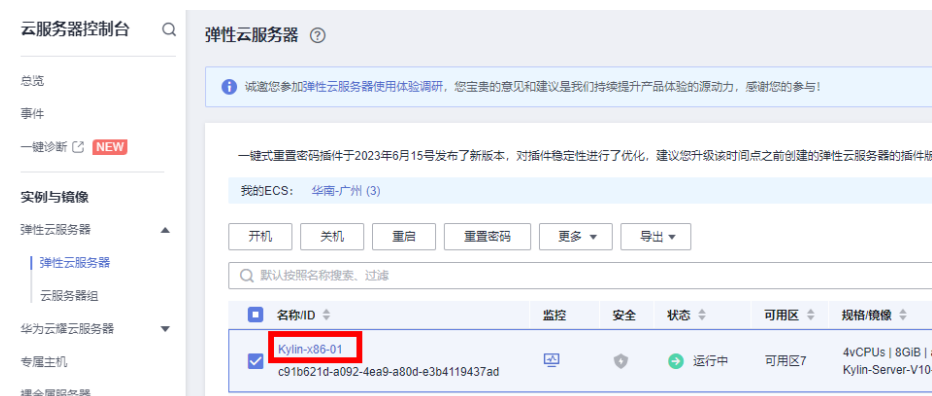 云服务器控制台
弹性云服务器
总览
事件
一键诊断 NEW
实例与镜像
弹性云服务器
弹性云服务器
云服务器组
华为云耀云服务器
专属主机
裸金属服务器
诚邀您参加弹性云服务器使用体验调研，您宝贵的意见和建议是我们持续提升产品体验的源动力，感谢您的参与！
一键式重置密码插件于2023年6月15号发布了新版本，对插件稳定性进行了优化，建议您升级该时间点之前创建的弹性云服务器的插件版
我的ECS： 华南-广州 (3)
开机 关机 重启 重置密码 更多 导出
默认按照名称搜索、过滤
名称/ID 监控 安全 状态 可用区 规格/镜像
Kylin-x86-01
c91b621d-a092-4ea9-a80d-e3b4119437ad
运行中 可用区7
4vCPUs | 8GiB |
Kylin-Server-V10-